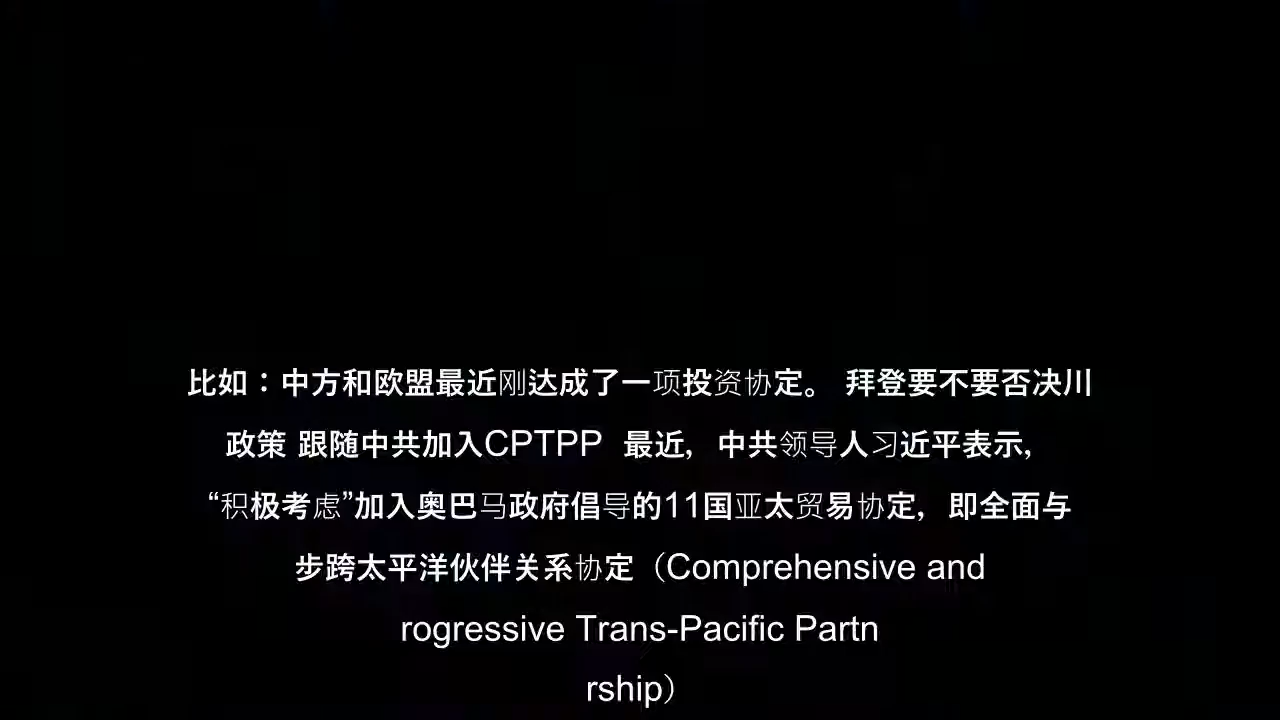 比如：中方和欧盟最近刚达成了一项投资协定。 拜登要不要否决川
政策 跟随中共加入CPTPP  最近，中共领导人习近平表示，
“积极考虑”加入奥巴马政府倡导的11国亚太贸易协定，即全面与
步跨太平洋伙伴关系协定（Comprehensive and
rogressive Trans-Pacific Partn
rship）